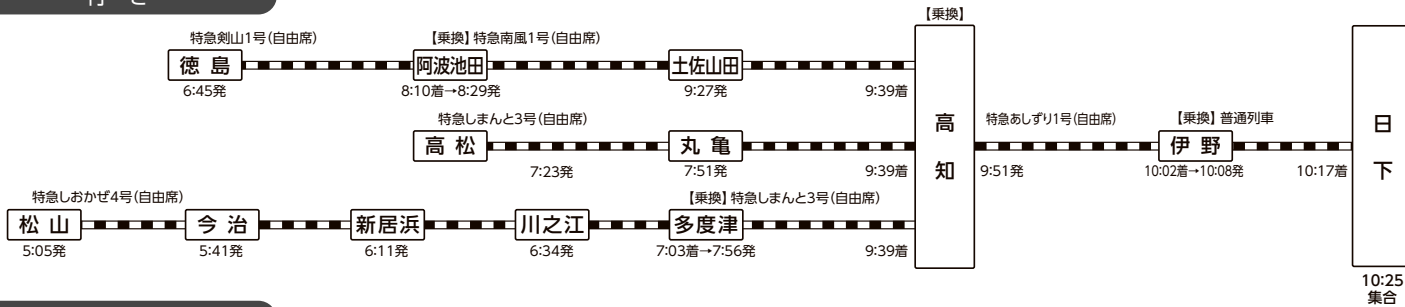 行き
【乗換】
特急剣山1号(自由席) 【乗換】特急南風1号(自由席)
徳島 阿波池田 土佐山田
6:45発 8:10着→8:29発 9:27発 9:39着
特急しまんと3号(自由席)
高松 丸亀
7:23発 7:51発 9:39着
特急しおかぜ4号(自由席) 【乗換】特急しまんと3号(自由席)
松山 今治 新居浜 川之江 多度津
5:05発 5:41発 6:11発 6:34発 7:03着→7:56発 9:39着
高知
特急あしずり1号(自由席) 【乗換】普通列車
伊野
9:51発 10:02着→10:08発 10:17着
日下
10:25
集合